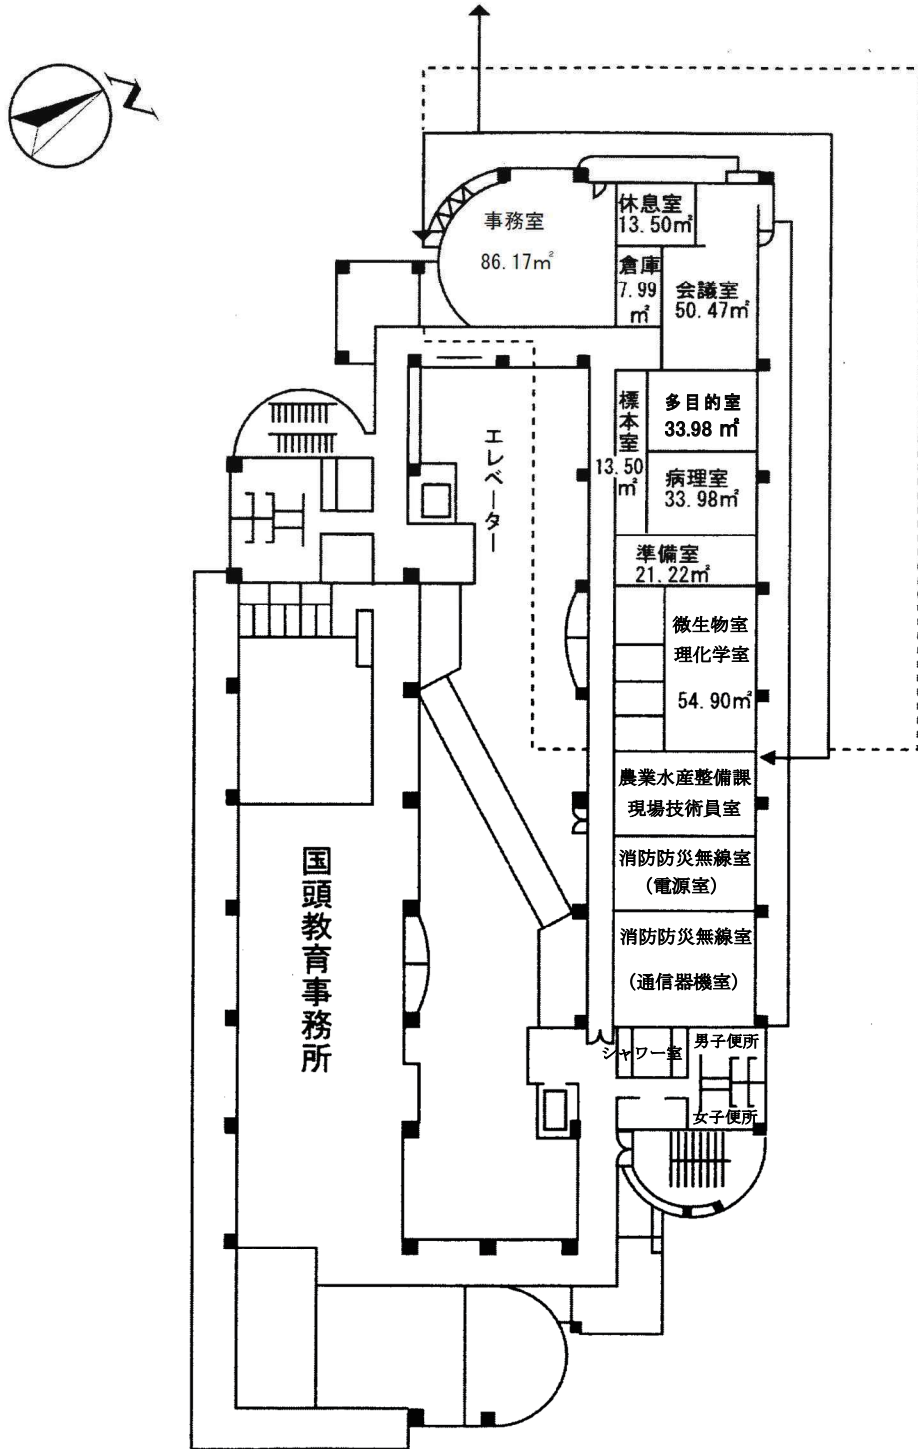 N
事務室
86.17㎡
休息室
13.50㎡
倉庫
7.99
㎡
会議室
50.47㎡
標本室
13.50
㎡
多目的室
33.98 ㎡
病理室
33.98㎡
準備室
21.22㎡
エレベーター
微生物室
理化学室
54.90㎡
農業水産整備課
現場技術員室
消防防災無線室
（電源室）
消防防災無線室
（通信器機室）
国頭教育事務所
シャワー室
男子便所
女子便所